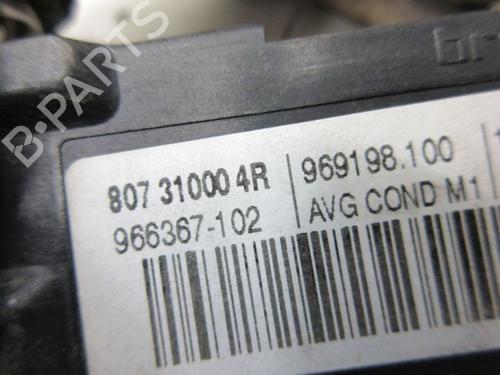 B-PARTS
807 31000 4R
969198.100
966367-102
AVG COND M1